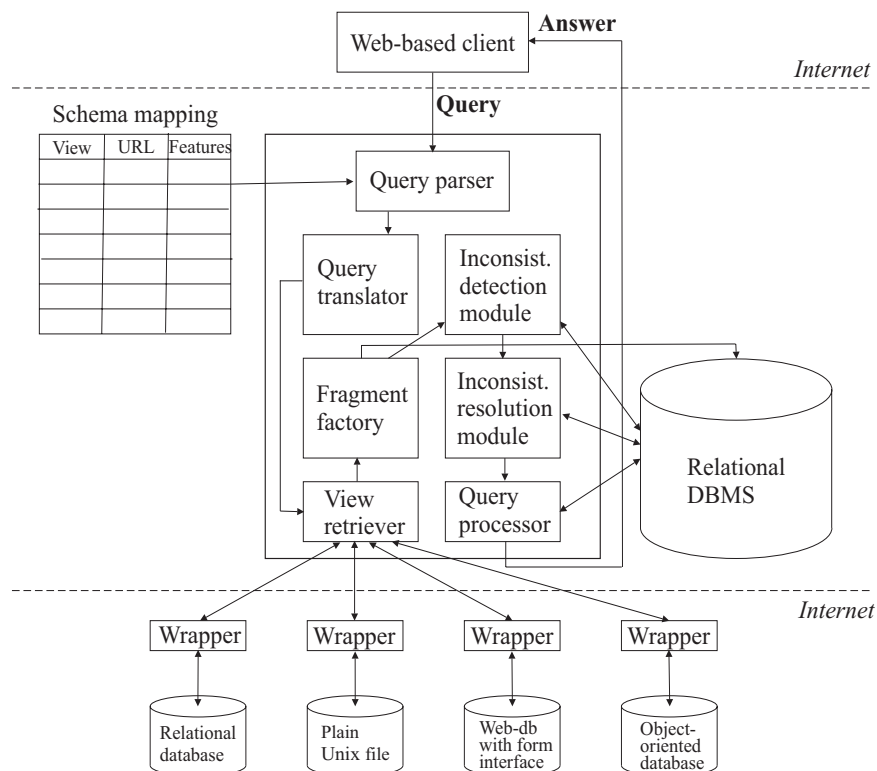 Web-based client
Answer
Internet
Query
Schema mapping
View URL Features
Query parser
Query
translator
Inconsist.
detection
module
Fragment
factory
Inconsist.
resolution
module
Relational
DBMS
View
retriever
Query
processor
Internet
Wrapper
Wrapper
Wrapper
Wrapper
Relational
database
Plain
Unix file
Web-db
with form
interface
Object-
oriented
database